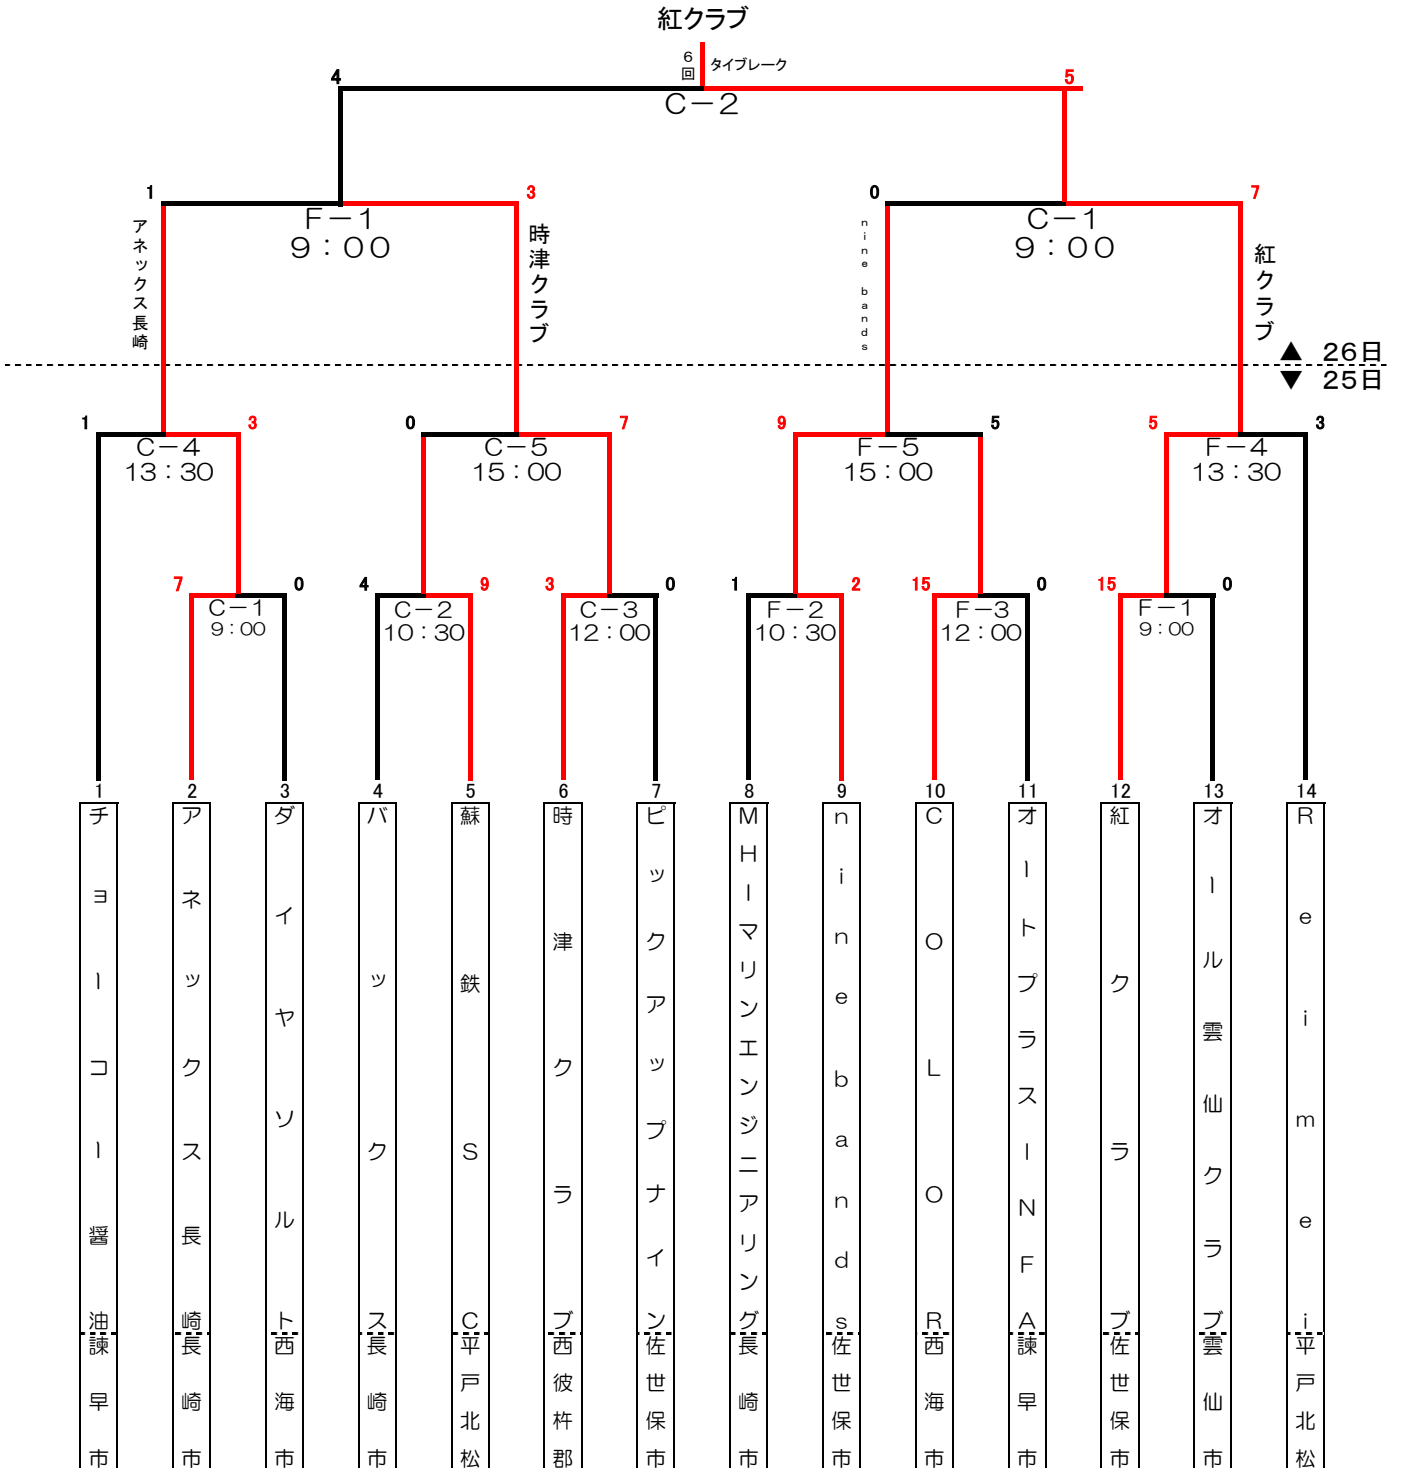 紅クラブ
6回
タイブレーク
4
5
C－2
1
3
0
7
F－1
9：00
C－1
9：00
アネックス長崎
時津クラブ
nine bands
紅クラブ
▲ 26日
▼ 25日
1
3
0
7
9
5
5
3
C－4
13：30
C－5
15：00
F－5
15：00
F－4
13：30
7
0
4
9
3
0
1
2
15
0
15
0
C－1
9：00
C－2
10：30
C－3
12：00
F－2
10：30
F－3
12：00
F－1
9：00
1
2
3
4
5
6
7
8
9
10
11
12
13
14
チョーコー醤油
アネックス長崎
ダイヤソルト
バックス
蘇鉄SC
時津クラブ
ピックアップナイン
MHーマリンエンジニアリング
nine bands
COLOR
オートプラスーINFA
紅クラブ
オール雲仙クラブ
Reimei
諫早市
長崎市
西海市
長崎市
平戸北松
西彼杵郡
佐世保市
長崎市
佐世保市
西海市
諫早市
佐世保市
雲仙市
平戸北松